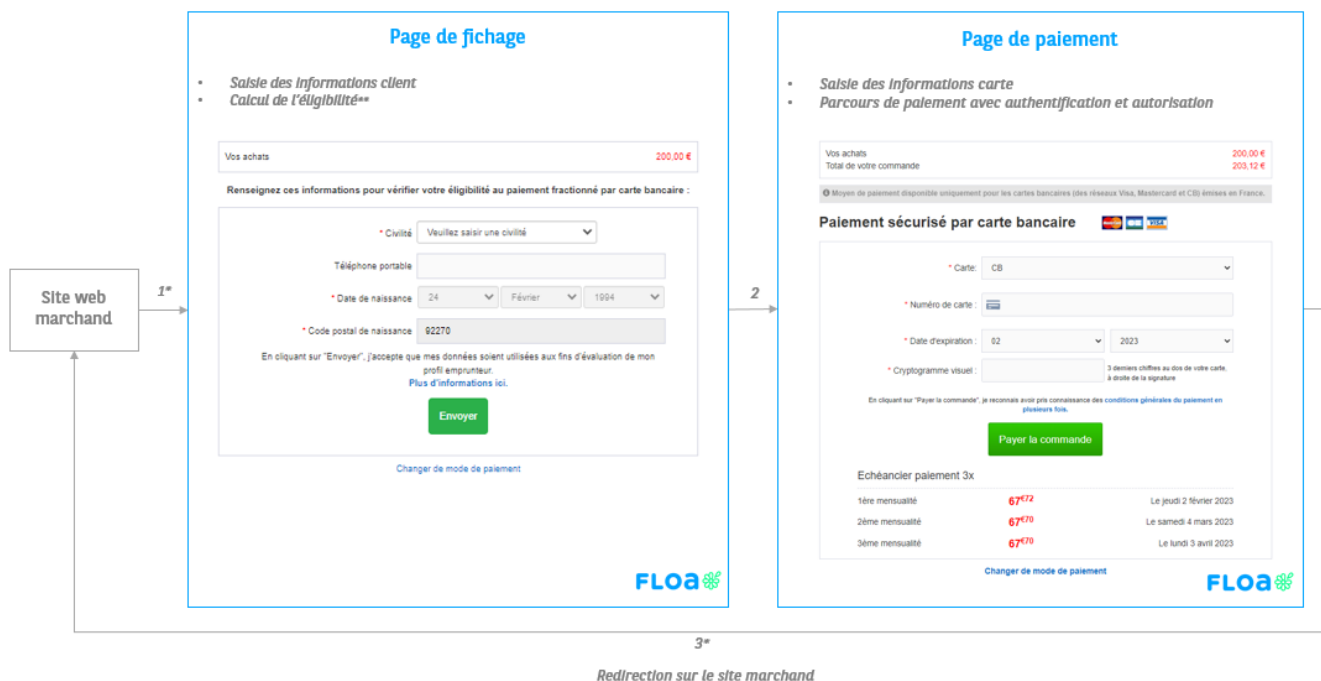 Site web
marchand
1*
Page de fichage
• Saisie des informations client
• Calcul de l'éligibilité**
Vos achats 200,00 €
Renseignez ces informations pour vérifier votre éligibilité au paiement fractionné par carte bancaire :
* Civilité Veuillez saisir une civilité
Téléphone portable
* Date de naissance 24 Février 1994
* Code postal de naissance 92270
En cliquant sur "Envoyer", j'accepte que mes données soient utilisées aux fins d'évaluation de mon
profil emprunteur.
Plus d'informations ici.
Envoyer
Changer de mode de paiement
FLOa
2
Page de paiement
• Saisie des informations carte
• Parcours de paiement avec authentification et autorisation
Vos achats 200,00 €
Total de votre commande 203,12 €
Moyen de paiement disponible uniquement pour les cartes bancaires (des réseaux Visa, Mastercard et CB) émises en France.
Paiement sécurisé par carte bancaire VISA
* Carte: CB
* Numéro de carte :
* Date d'expiration : 02 2023
* Cryptogramme visuel : 3 derniers chiffres au dos de votre carte,
à droite de la signature
En cliquant sur "Payer la commande", je reconnais avoir pris connaissance des conditions générales du paiement en
plusieurs fois.
Payer la commande
Echéancier paiement 3x
1ère mensualité 67€72 Le jeudi 2 février 2023
2ème mensualité 67€70 Le samedi 4 mars 2023
3ème mensualité 67€70 Le lundi 3 avril 2023
Changer de mode de paiement
FLOa
3*
Redirection sur le site marchand